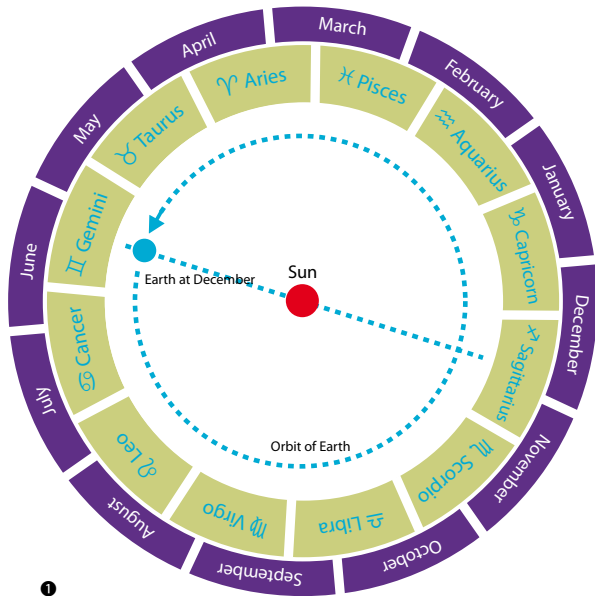 March
February
January
December
November
October
September
August
July
June
May
April
♈ Aries
♓ Pisces
♒ Aquarius
♑ Capricorn
♐ Sagittarius
♏ Scorpio
♎ Libra
♍ Virgo
♌ Leo
♋ Cancer
♊ Gemini
♉ Taurus
Earth at December
Sun
Orbit of Earth
❶